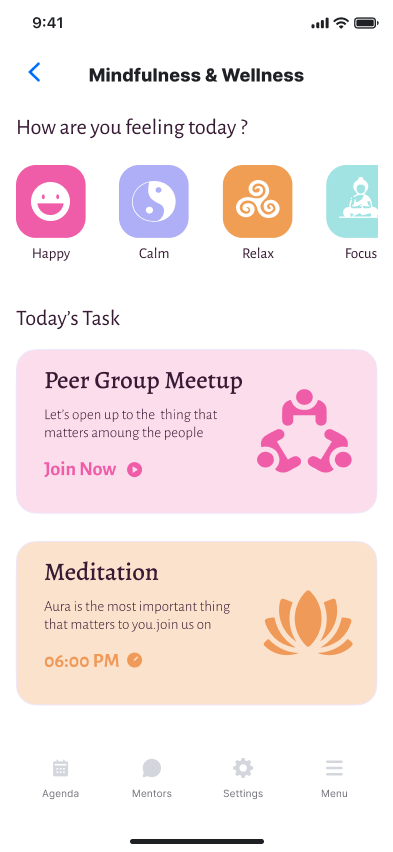 9:41
Mindfulness & Wellness
How are you feeling today ?
Happy
Calm
Relax
Focus
Today's Task
Peer Group Meetup
Let's open up to the  thing that
matters amoung the people
Join Now
Meditation
Aura is the most important thing
that matters to you.join us on
06:00 PM
Agenda
Mentors
Settings
Menu